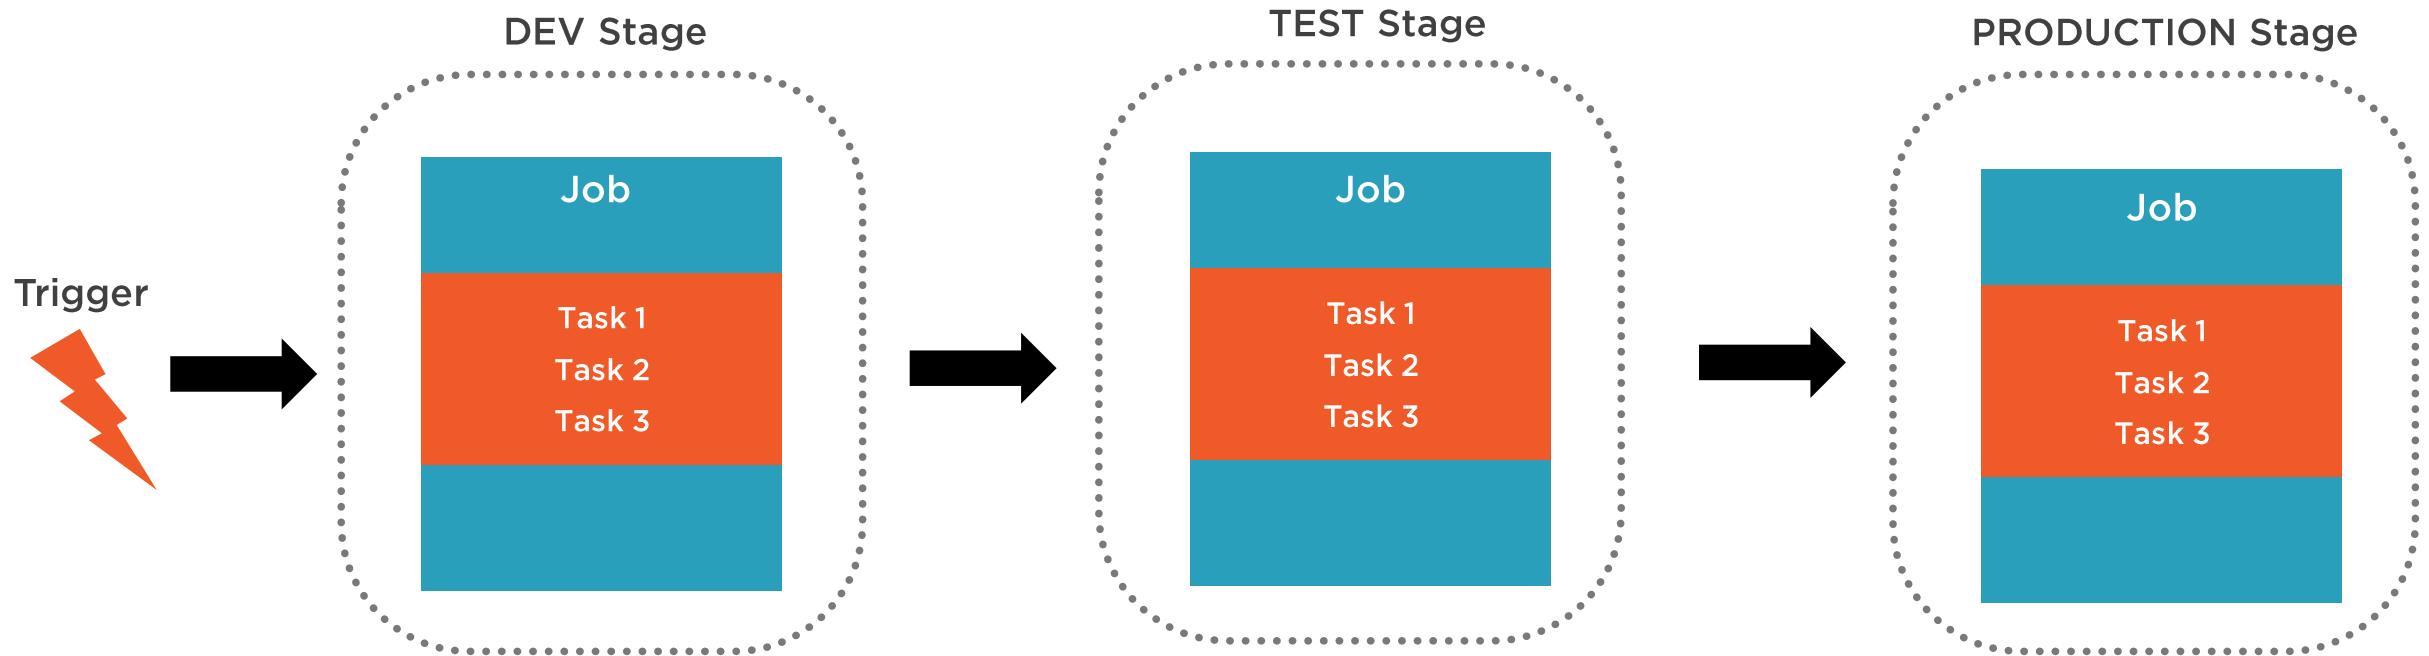 Trigger
DEV Stage
Job
Task 1
Task 2
Task 3
TEST Stage
Job
Task 1
Task 2
Task 3
PRODUCTION Stage
Job
Task 1
Task 2
Task 3